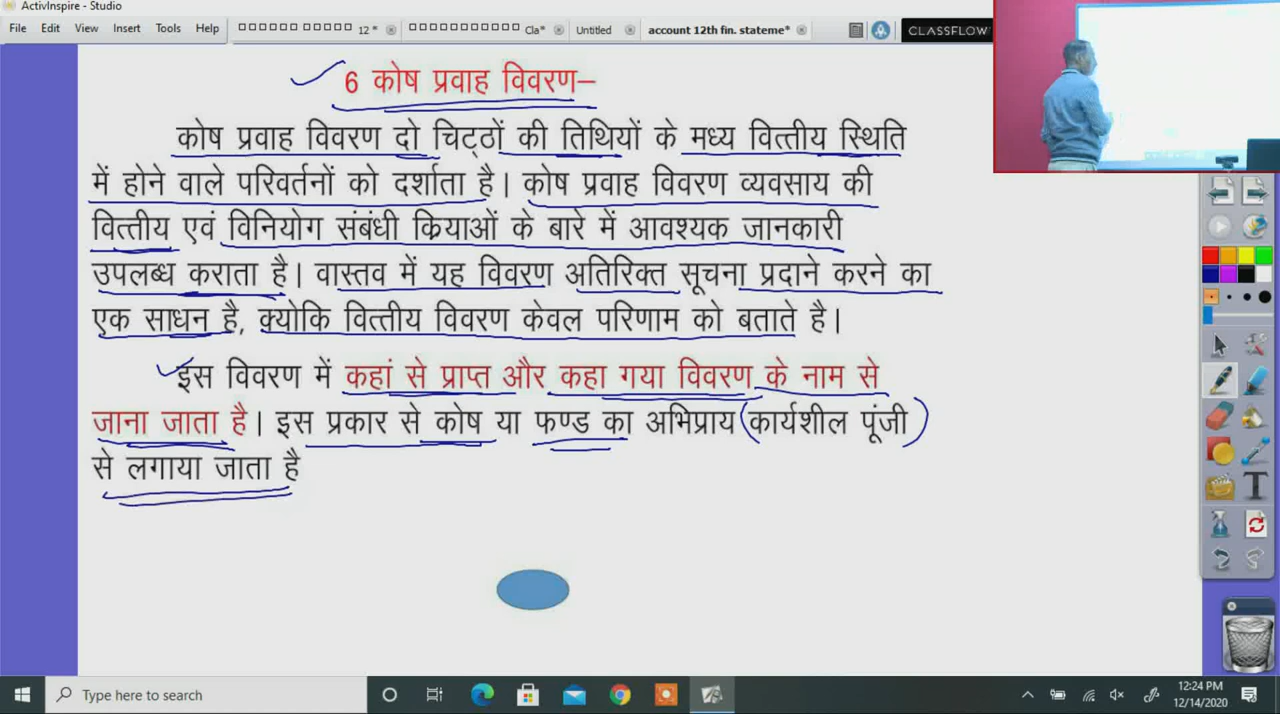 ActivInspire - Studio
File Edit View Insert Tools Help
12 * Cla* Untitled account 12th fin. stateme* CLASSFLOW
6 कोष प्रवाह विवरण–
कोष प्रवाह विवरण दो चिट्ठों की तिथियों के मध्य वित्तीय स्थिति
में होने वाले परिवर्तनों को दर्शाता है। कोष प्रवाह विवरण व्यवसाय की
वित्तीय एवं विनियोग संबंधी क्रियाओं के बारे में आवश्यक जानकारी
उपलब्ध कराता है। वास्तव में यह विवरण अतिरिक्त सूचना प्रदाने करने का
एक साधन है, क्योकि वित्तीय विवरण केवल परिणाम को बताते है।
इस विवरण में कहां से प्राप्त और कहा गया विवरण के नाम से
जाना जाता है। इस प्रकार से कोष या फण्ड का अभिप्राय (कार्यशील पूंजी)
से लगाया जाता है
Type here to search
12:24 PM
12/14/2020